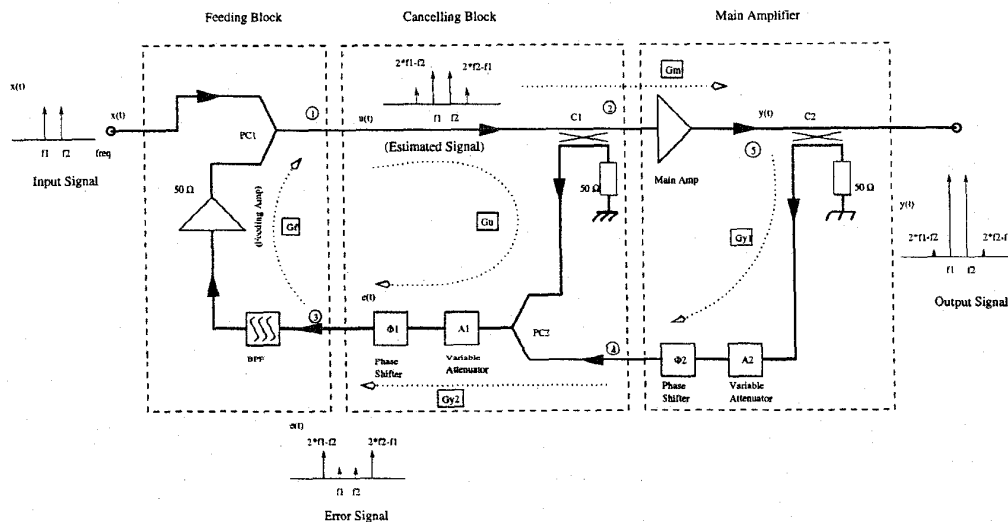 Feeding Block
Cancelling Block
Main Amplifier
x(t)
f1 f2 freq
Input Signal
x(t)
PC1
1
50 Ω
(Feeding Amp)
Gf
BPF
3
2*f1-f2 2*f2-f1
f1 f2
u(t)
(Estimated Signal)
Gu
2
C1
50 Ω
e(t)
Φ1
Phase
Shifter
A1
Variable
Attenuator
PC2
4
Gy2
Gm
Main Amp
y(t)
5
C2
50 Ω
Gy1
Φ2
Phase
Shifter
A2
Variable
Attenuator
y(t)
2*f1-f2 2*f2-f1
f1 f2
Output Signal
e(t)
2*f1-f2 2*f2-f1
f1 f2
Error Signal